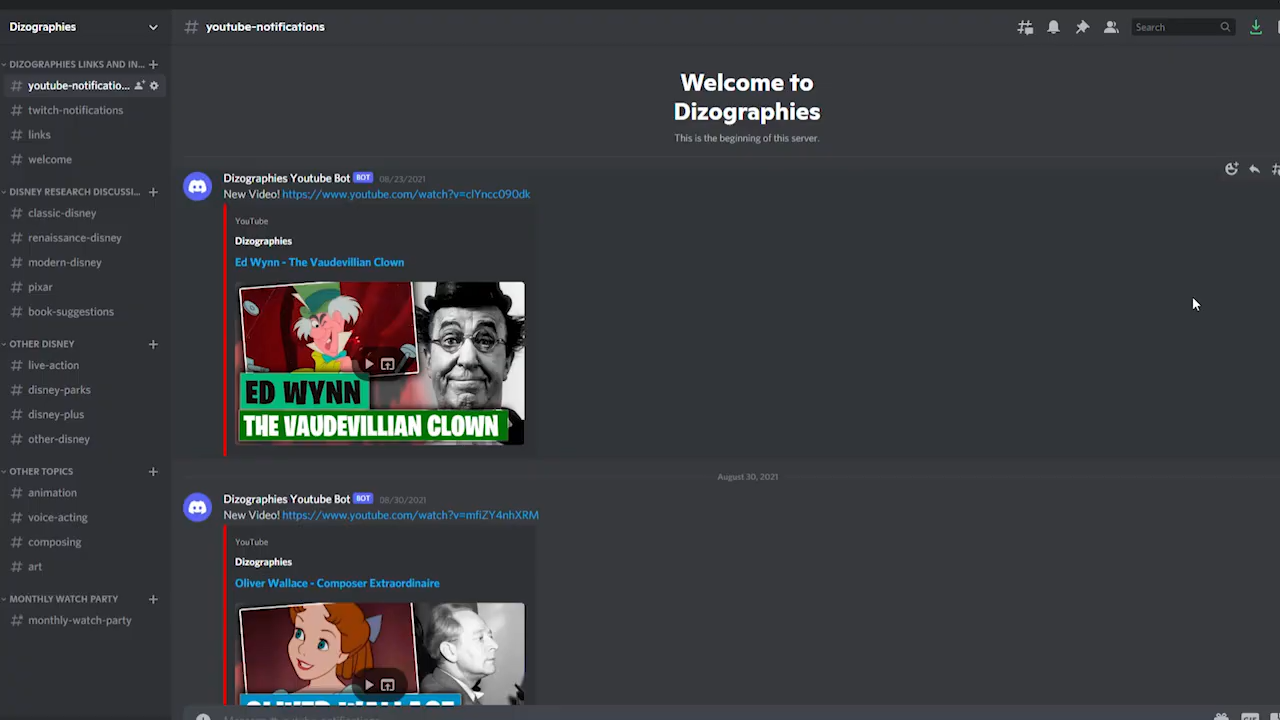 Dizographies
youtube-notifications
Search
DIZOGRAPHIES LINKS AND IN...
youtube-notificatio...
twitch-notifications
links
welcome
DISNEY RESEARCH DISCUSSI...
classic-disney
renaissance-disney
modern-disney
pixar
book-suggestions
OTHER DISNEY
live-action
disney-parks
disney-plus
other-disney
OTHER TOPICS
animation
voice-acting
composing
art
MONTHLY WATCH PARTY
monthly-watch-party
Welcome to
Dizographies
This is the beginning of this server.
Dizographies Youtube Bot BOT 08/23/2021
New Video! https://www.youtube.com/watch?v=clYncc090dk
YouTube
Dizographies
Ed Wynn - The Vaudevillian Clown
ED WYNN
THE VAUDEVILLIAN CLOWN
August 30, 2021
Dizographies Youtube Bot BOT 08/30/2021
New Video! https://www.youtube.com/watch?v=mfiZY4nhXRM
YouTube
Dizographies
Oliver Wallace - Composer Extraordinaire
OLIVER WALLACE